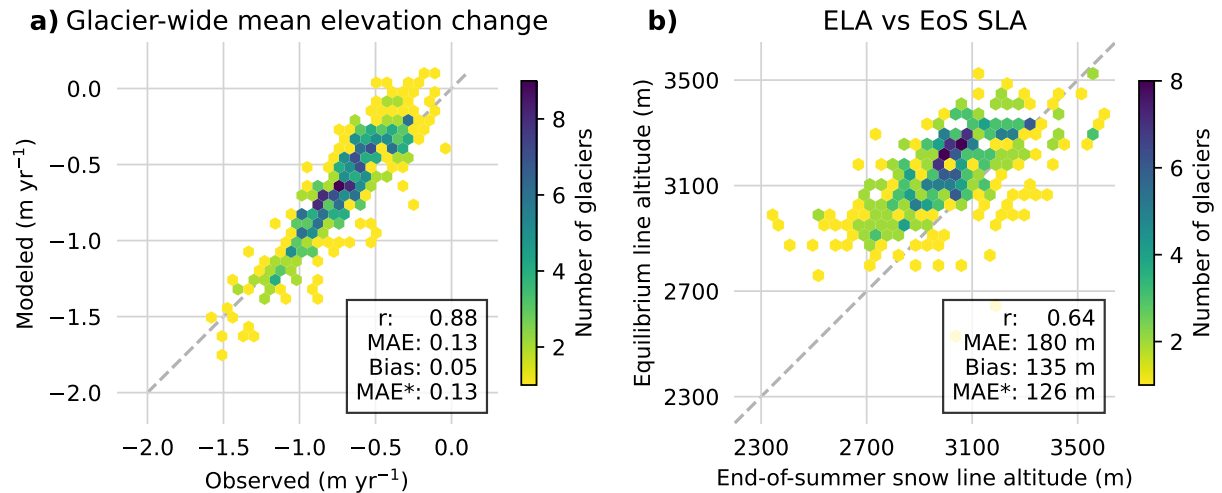 a) Glacier-wide mean elevation change
0.0
−0.5
−1.0
−1.5
−2.0
Modeled (m yr⁻¹)
−2.0
−1.5
−1.0
−0.5
0.0
Observed (m yr⁻¹)
r: 0.88
MAE: 0.13
Bias: 0.05
MAE*: 0.13
8
6
4
2
Number of glaciers
b) ELA vs EoS SLA
3500
3100
2700
2300
Equilibrium line altitude (m)
2300
2700
3100
3500
End-of-summer snow line altitude (m)
r: 0.64
MAE: 180 m
Bias: 135 m
MAE*: 126 m
8
6
4
2
Number of glaciers